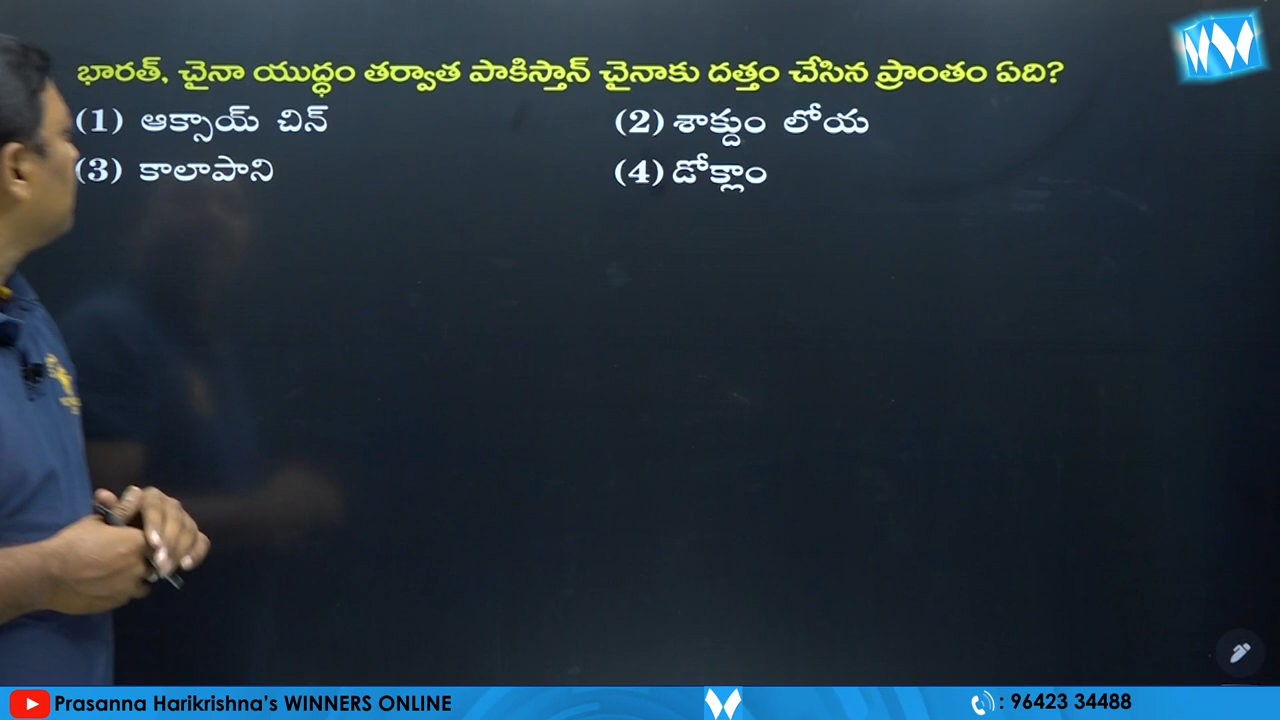 భారత్, చైనా యుద్ధం తర్వాత పాకిస్తాన్ చైనాకు దత్తం చేసిన ప్రాంతం ఏది?
(1) ఆక్సాయ్ చిన్ (2) శాక్దుం లోయ
(3) కాలాపాని (4) డోక్లాం
Prasanna Harikrishna's WINNERS ONLINE : 96423 34488